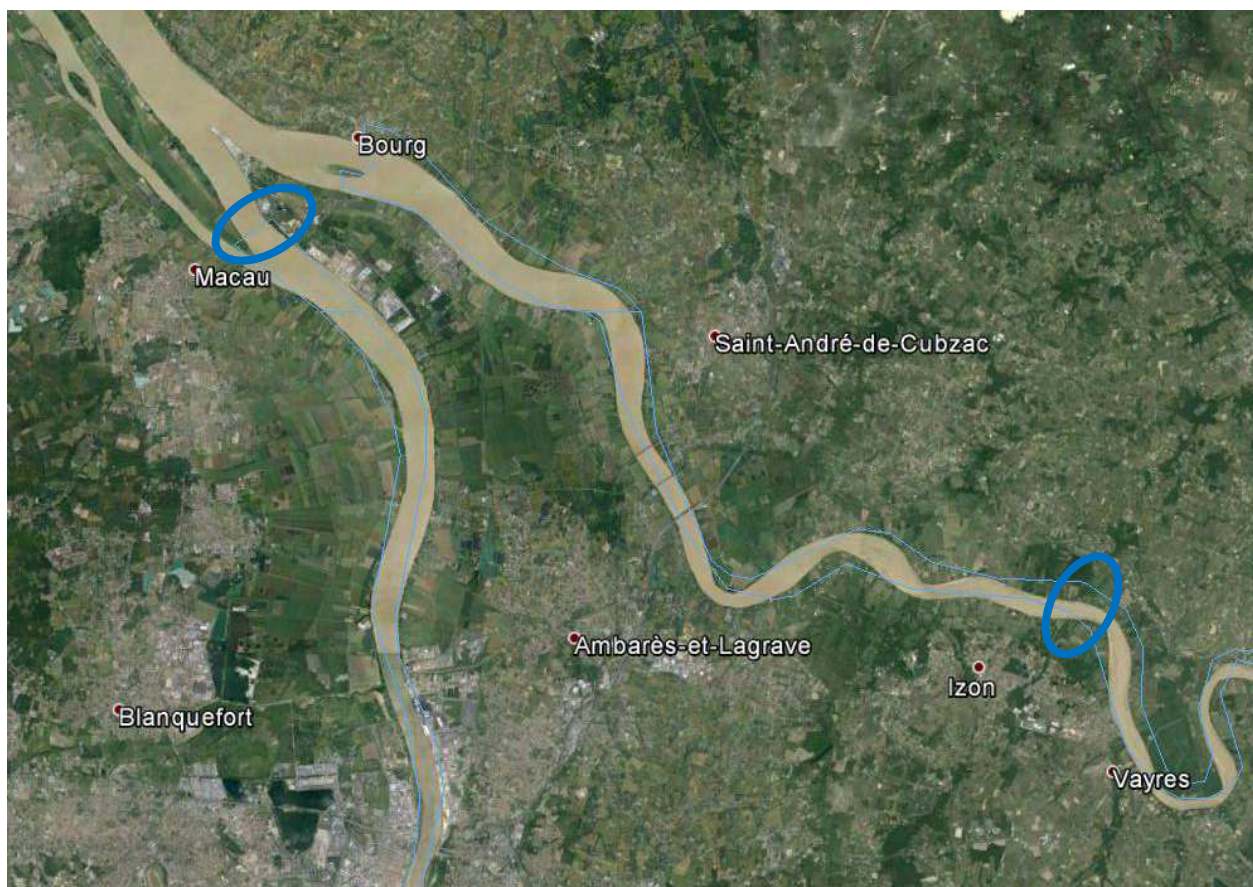 Bourg
Macau
Saint-André-de-Cubzac
Ambarès-et-Lagrave
Izon
Blanquefort
Vayres